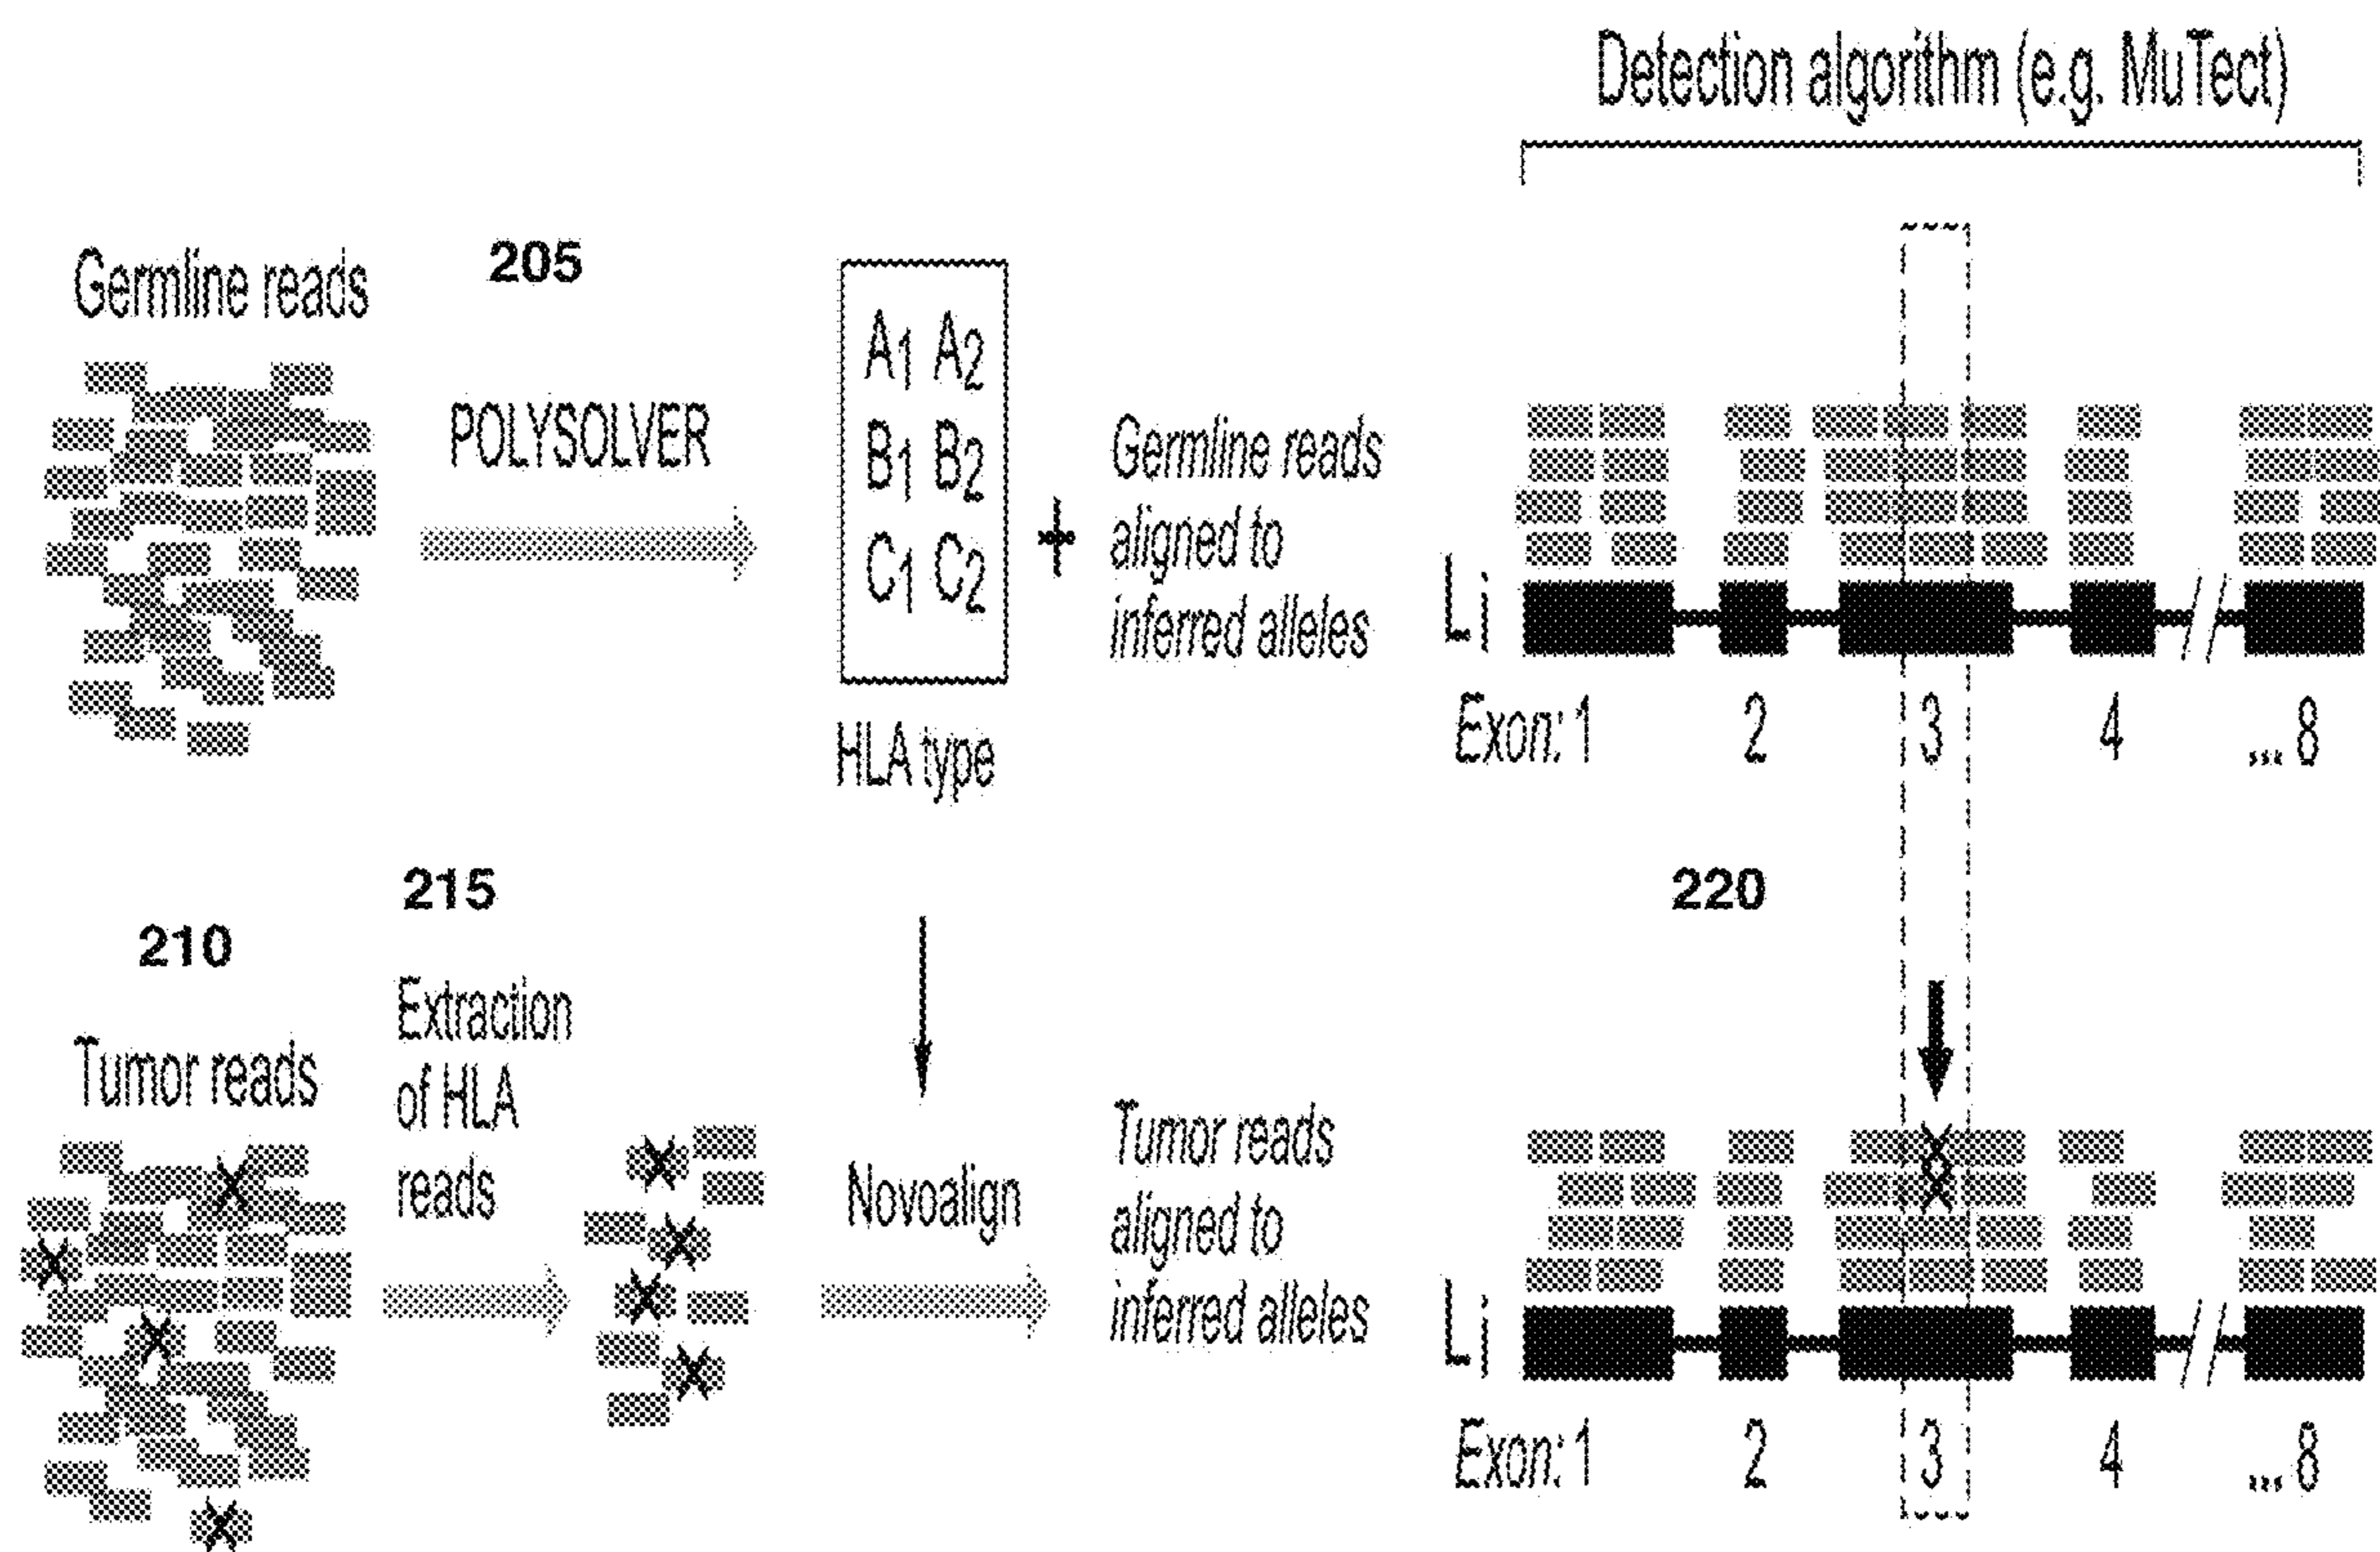 Detection algorithm (e.g. MuTect)
Germline reads
205
POLYSOLVER
A1 A2
B1 B2
C1 C2
HLA type
+
Germline reads
aligned to
inferred alleles
Li
Exon: 1 2 3 4 ... 8
210
Tumor reads
215
Extraction
of HLA
reads
Novoalign
Tumor reads
aligned to
inferred alleles
220
Li
Exon: 1 2 3 4 ... 8